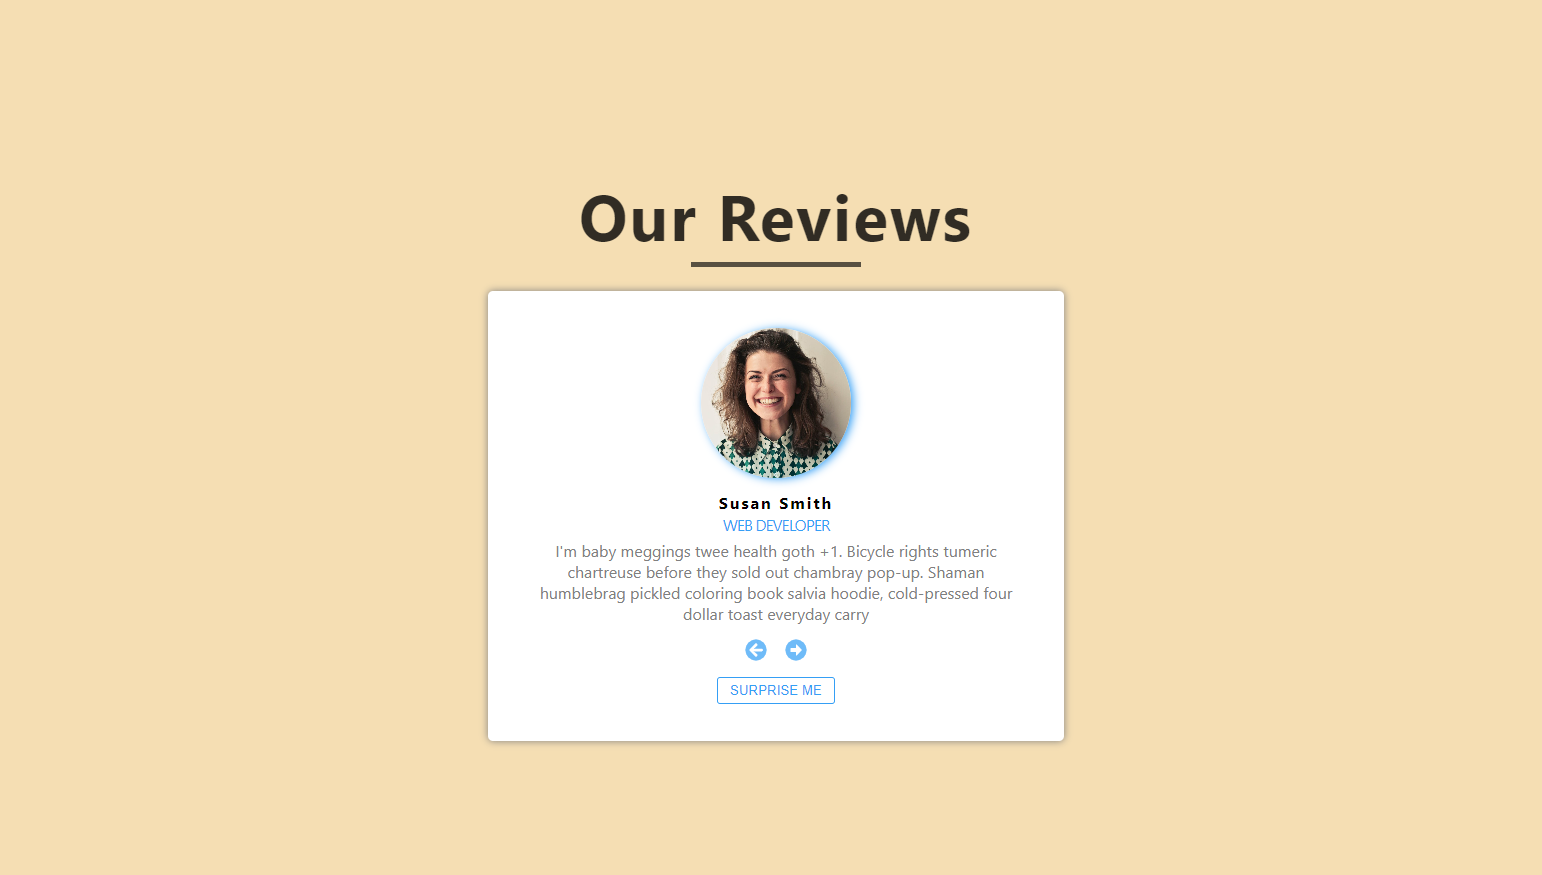 Our Reviews
Susan Smith
WEB DEVELOPER
I'm baby meggings twee health goth +1. Bicycle rights tumeric
chartreuse before they sold out chambray pop-up. Shaman
humblebrag pickled coloring book salvia hoodie, cold-pressed four
dollar toast everyday carry
SURPRISE ME